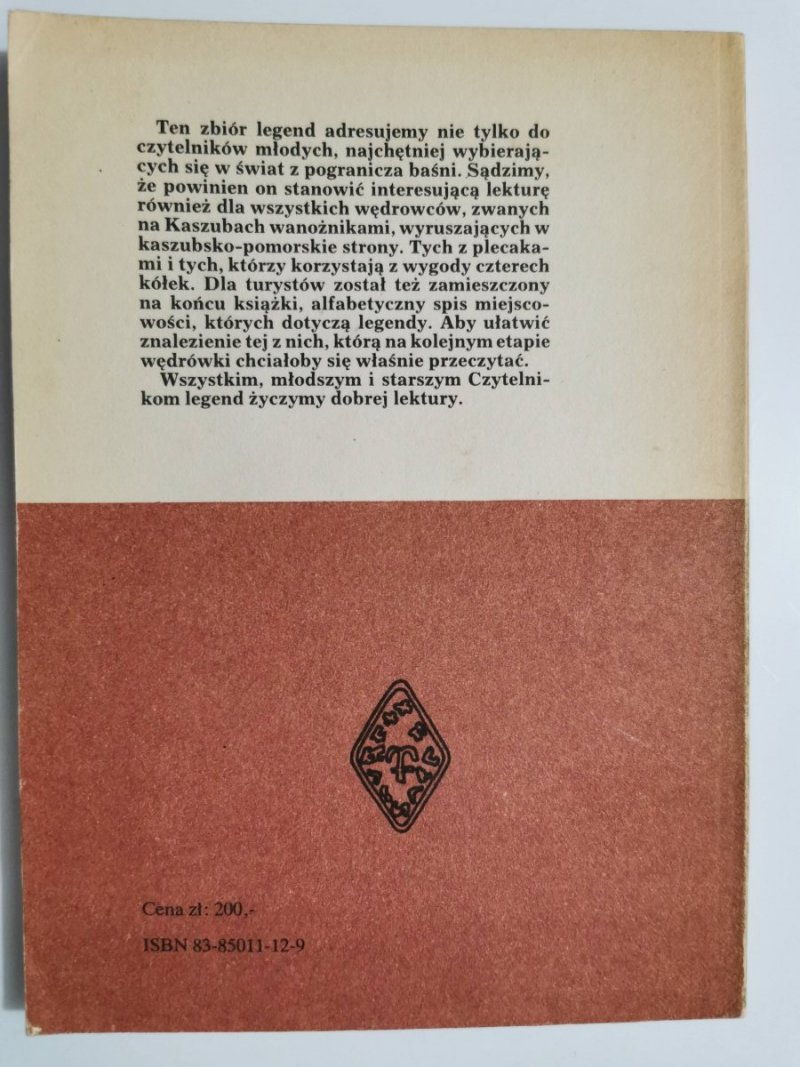 Ten zbiór legend adresujemy nie tylko do
czytelników młodych, najchętniej wybierają-
cych się w świat z pogranicza baśni. Sądzimy,
że powinien on stanowić interesującą lekturę
również dla wszystkich wędrowców, zwanych
na Kaszubach wanożnikami, wyruszających w
kaszubsko-pomorskie strony. Tych z plecaka-
mi i tych, którzy korzystają z wygody czterech
kółek. Dla turystów został też zamieszczony
na końcu książki, alfabetyczny spis miejsco-
wości, których dotyczą legendy. Aby ułatwić
znalezienie tej z nich, którą na kolejnym etapie
wędrówki chciałoby się właśnie przeczytać.
Wszystkim, młodszym i starszym Czytelni-
kom legend życzymy dobrej lektury.
Cena zł: 200,-
ISBN 83-85011-12-9